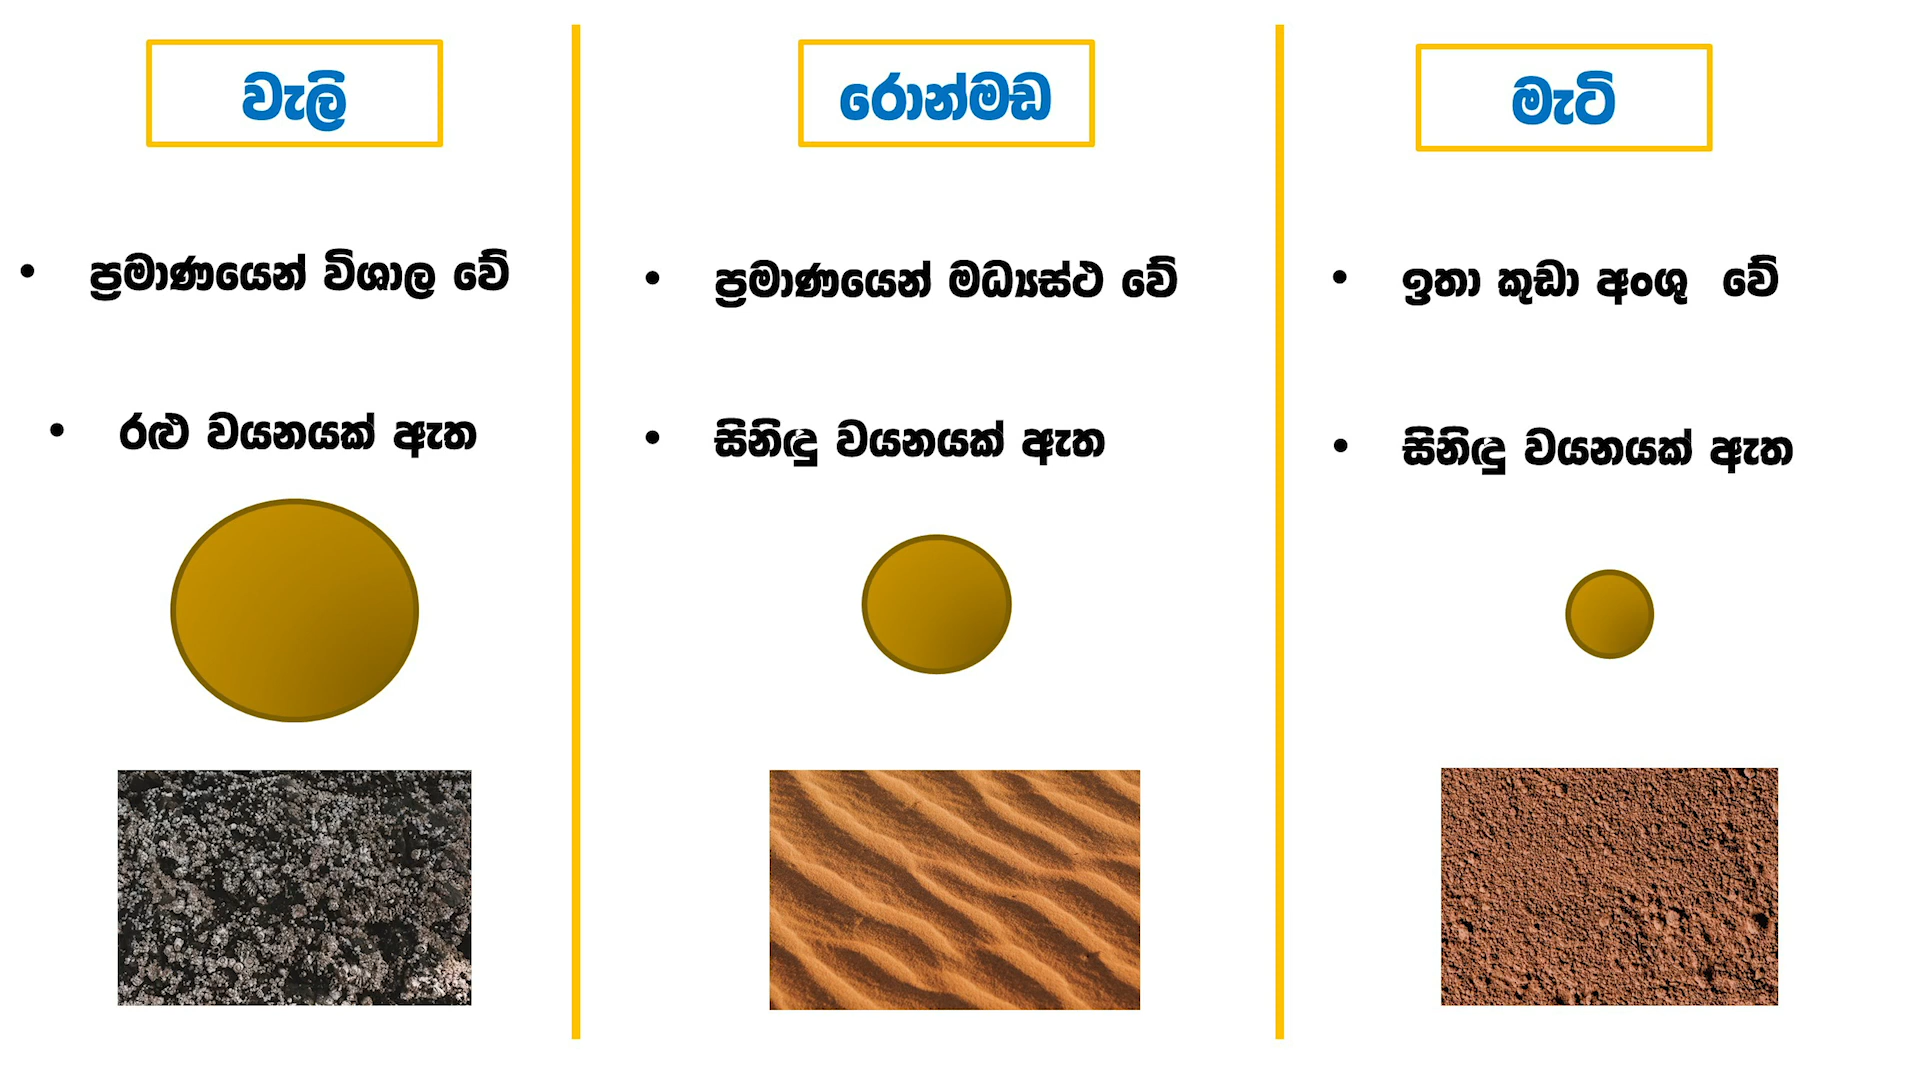 වැලි
ප්‍රමාණයෙන් විශාල වේ
රළු වයනයක් ඇත
රොන්මඩ
ප්‍රමාණයෙන් මධ්‍යස්ථ වේ
සිනිඳු වයනයක් ඇත
මැටි
ඉතා කුඩා අංශු වේ
සිනිඳු වයනයක් ඇත